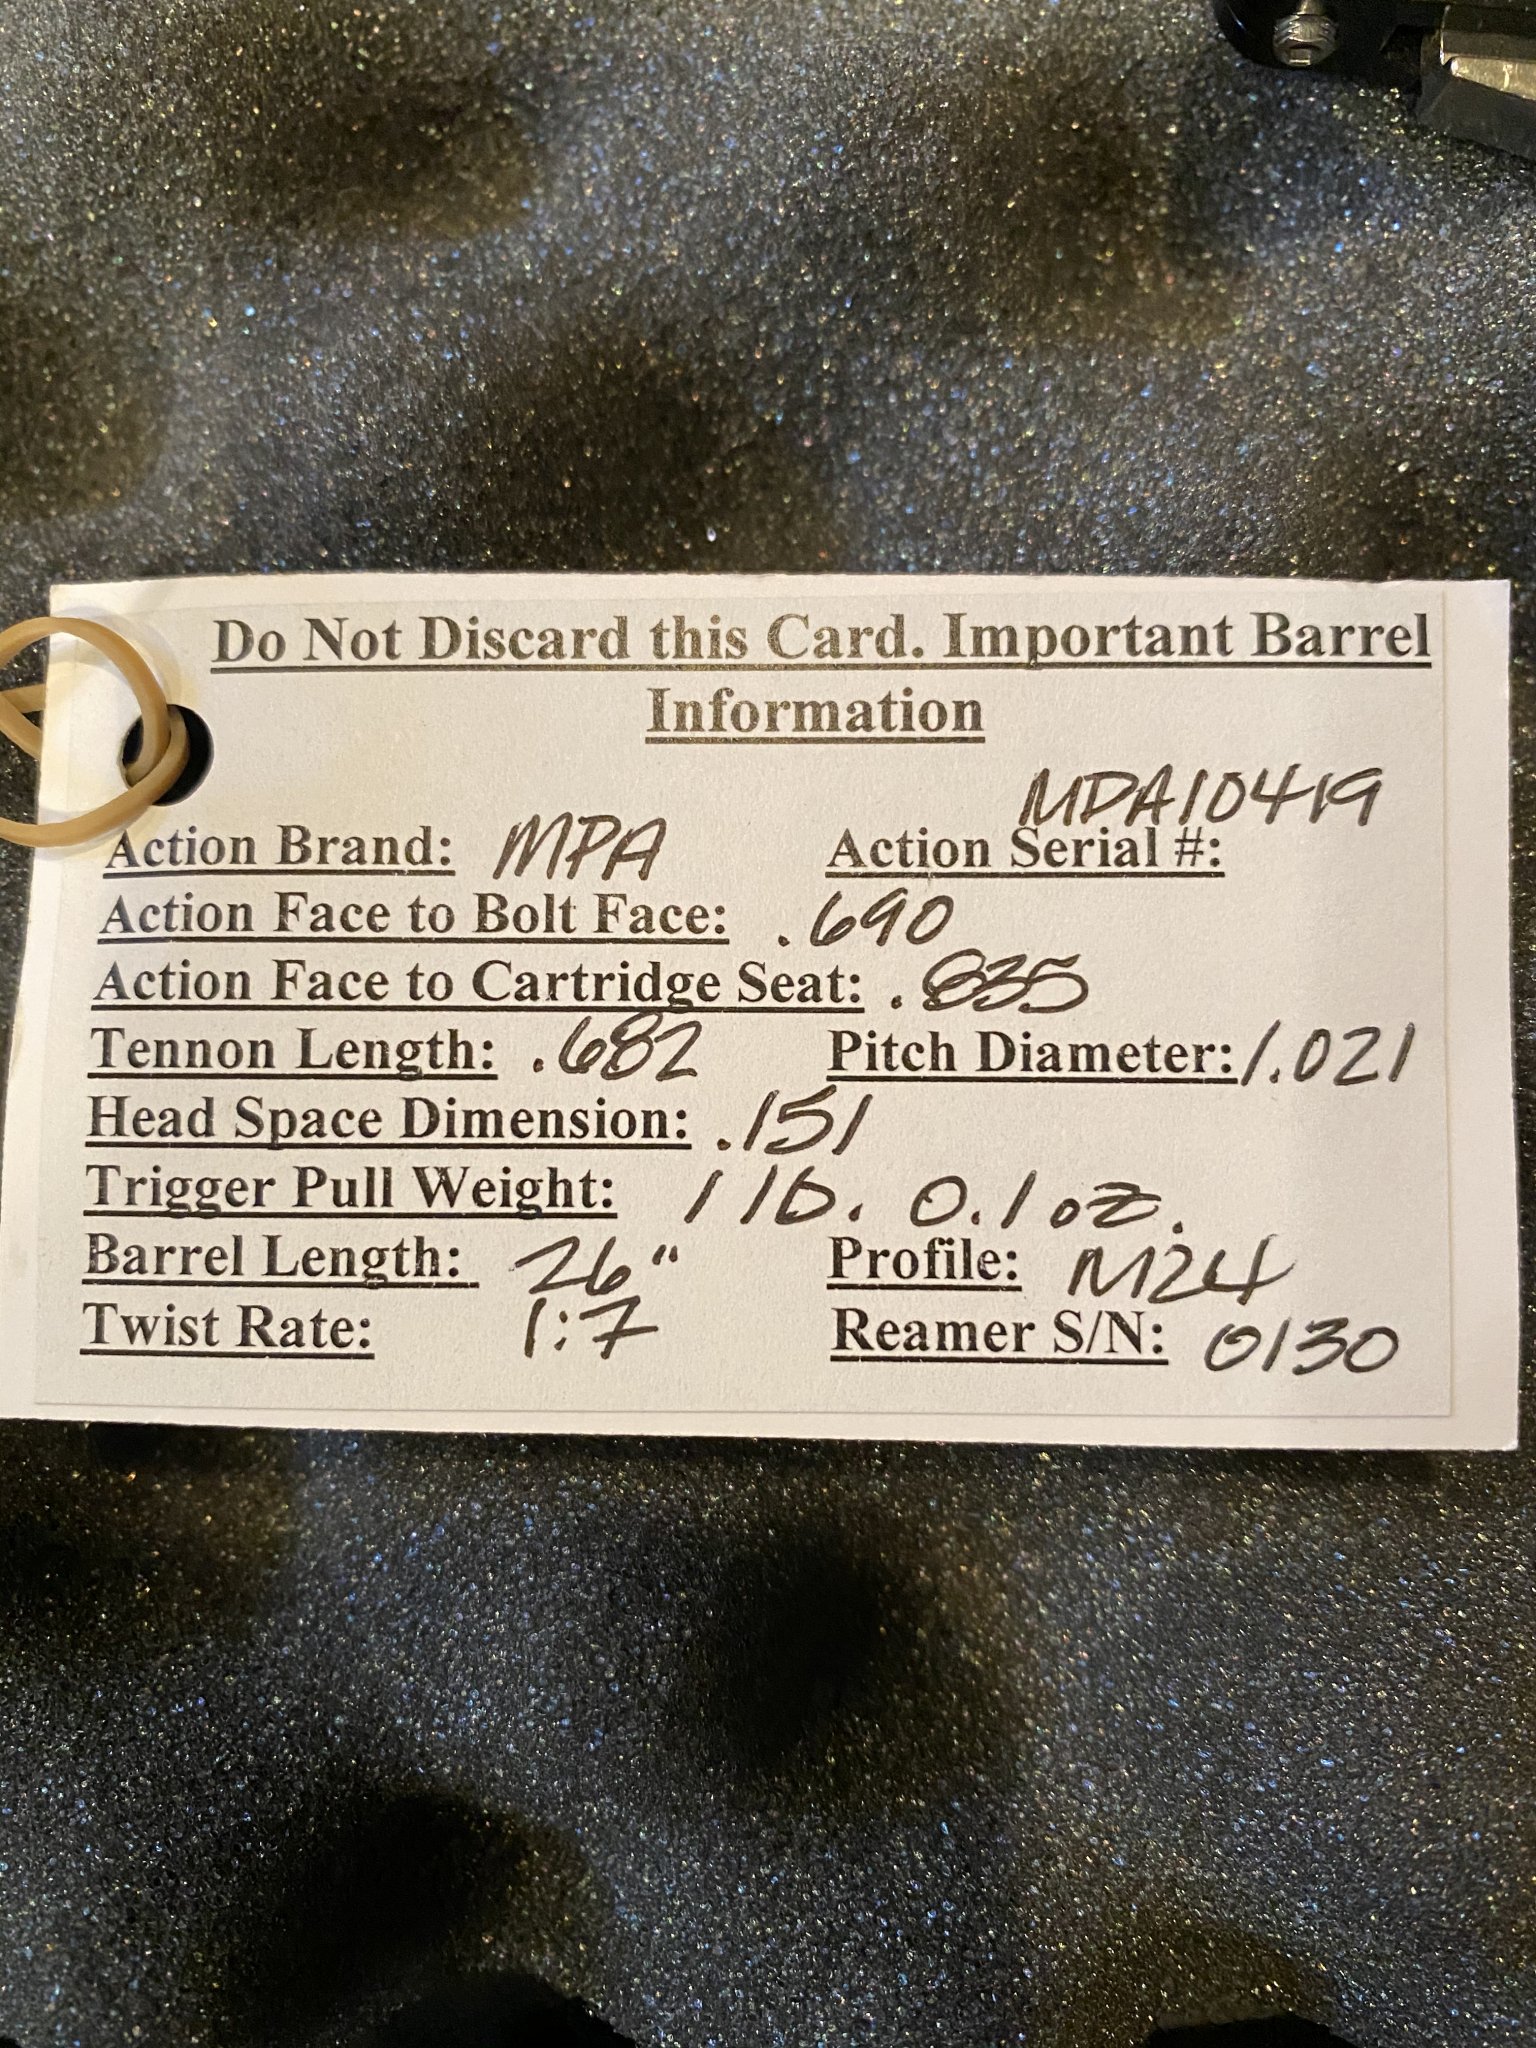 Do Not Discard this Card. Important Barrel
Information
MDA10419
Action Brand: MPA Action Serial #:
Action Face to Bolt Face: .690
Action Face to Cartridge Seat: .835
Tennon Length: .682 Pitch Diameter: 1.021
Head Space Dimension: .151
Trigger Pull Weight: 1 lb. 0.1 oz.
Barrel Length: 26" Profile: M24
Twist Rate: 1:7 Reamer S/N: 0130